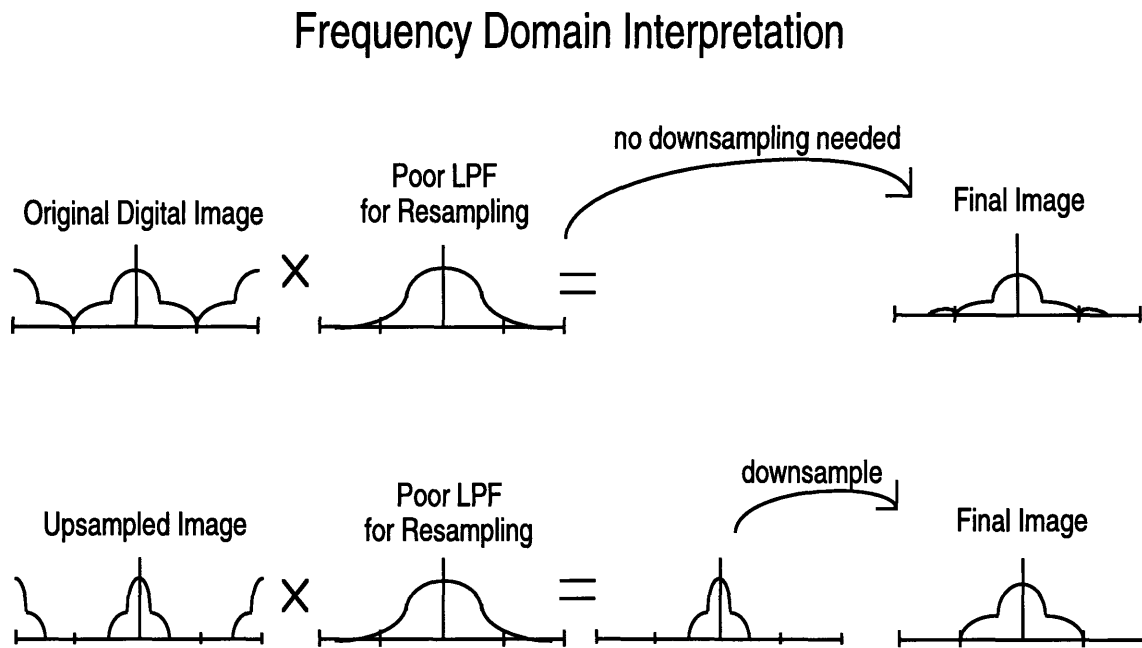 Frequency Domain Interpretation
no downsampling needed
Poor LPF
for Resampling
Original Digital Image
Final Image
×
=
downsample
Poor LPF
for Resampling
Upsampled Image
Final Image
×
=